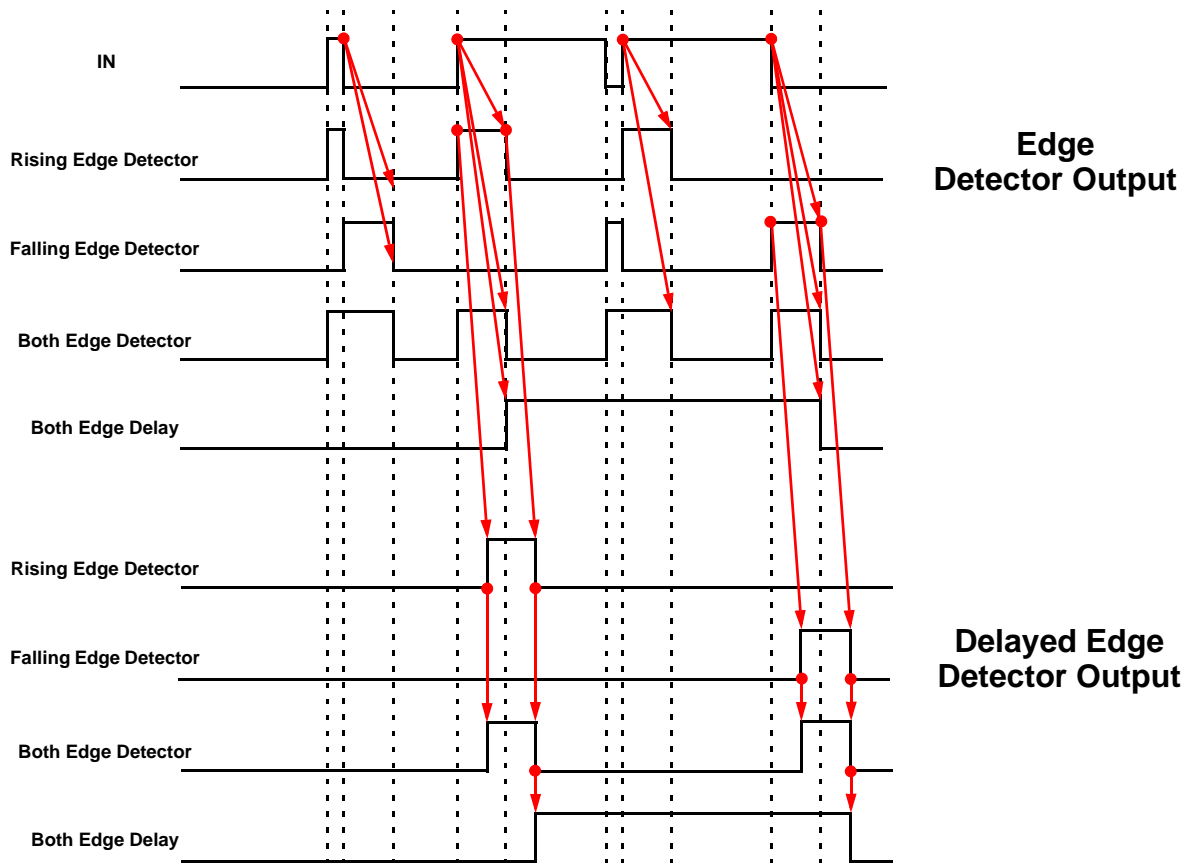 IN
Rising Edge Detector
Edge
Detector Output
Falling Edge Detector
Both Edge Detector
Both Edge Delay
Rising Edge Detector
Falling Edge Detector
Delayed Edge
Detector Output
Both Edge Detector
Both Edge Delay